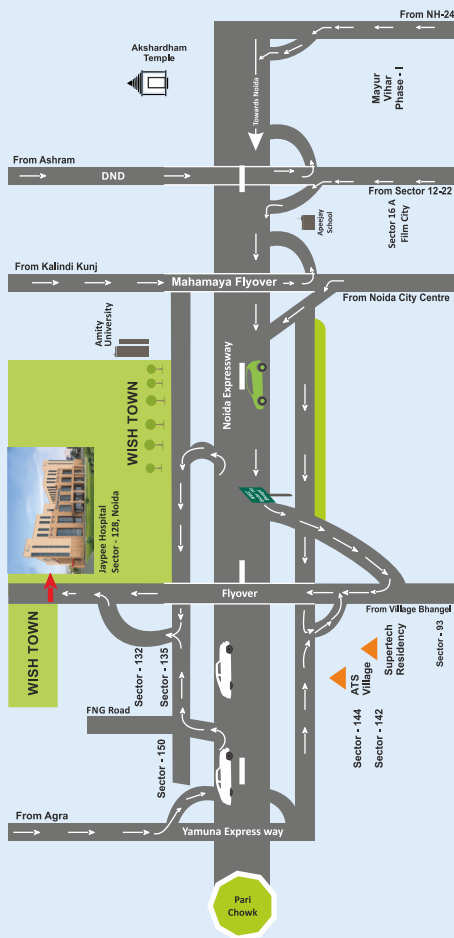 From NH-24
Akshardham
Temple
Towards Noida
Mayur
Vihar
Phase - I
From Ashram
DND
From Sector 12-22
Apeejay
School
Sector 16 A
Film City
From Kalindi Kunj
Mahamaya Flyover
From Noida City Centre
Amity
University
WISH TOWN
Noida Expressway
Jaypee Hospital
Sector - 128, Noida
Flyover
From Village Bhangel
WISH TOWN
Sector - 132
Sector - 135
ATS
Village
Supertech
Residency
Sector - 93
Sector - 144
Sector - 142
FNG Road
Sector - 150
From Agra
Yamuna Express way
Pari
Chowk